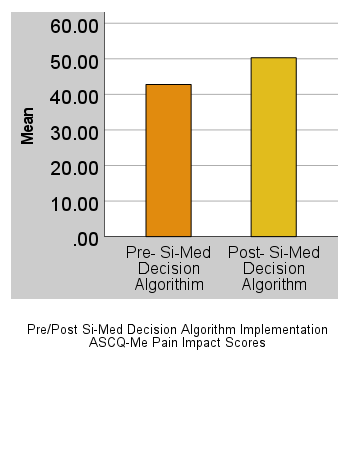 60.00
50.00
40.00
30.00
20.00
10.00
.00
Mean
Pre- Si-Med
Decision
Algorithim
Post- Si-Med
Decision
Algorithm
Pre/Post Si-Med Decision Algorithm Implementation
ASCQ-Me Pain Impact Scores